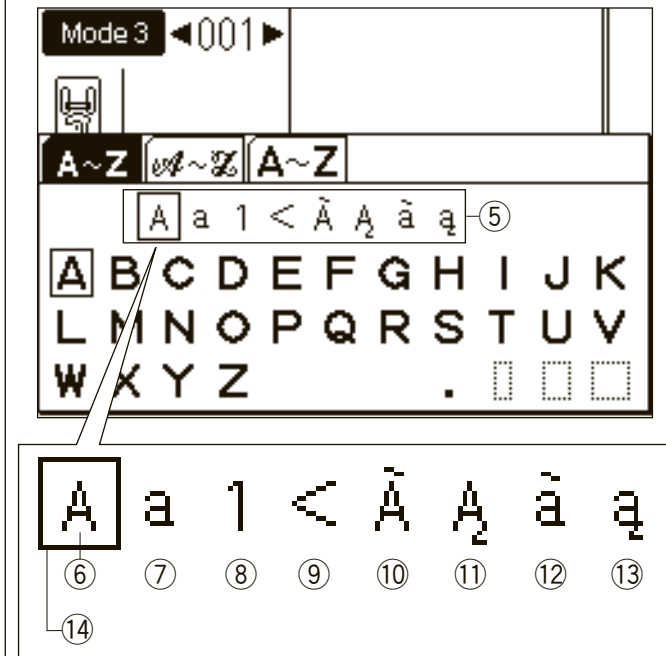 Mode 3 ◀001▶
A~Z 𝒜~𝒵 A~Z
A a 1 < Ã Ą ã ą ⑤
A B C D E F G H I J K
L M N O P Q R S T U V
W X Y Z .
A a 1 < Ã Ą ã ą
⑥ ⑦ ⑧ ⑨ ⑩ ⑪ ⑫ ⑬
⑭